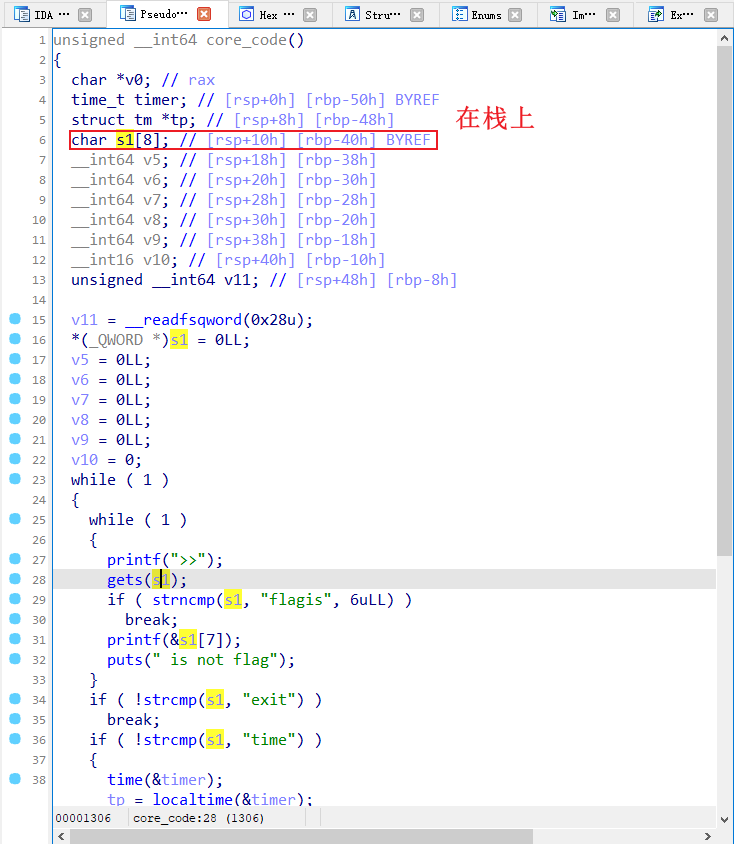 IDA ··· Pseudo··· Hex ··· Stru··· Enums Im··· Ex···
1 unsigned __int64 core_code()
2 {
3 char *v0; // rax
4 time_t timer; // [rsp+0h] [rbp-50h] BYREF
5 struct tm *tp; // [rsp+8h] [rbp-48h]
在栈上
6 char s1[8]; // [rsp+10h] [rbp-40h] BYREF
7 __int64 v5; // [rsp+18h] [rbp-38h]
8 __int64 v6; // [rsp+20h] [rbp-30h]
9 __int64 v7; // [rsp+28h] [rbp-28h]
10 __int64 v8; // [rsp+30h] [rbp-20h]
11 __int64 v9; // [rsp+38h] [rbp-18h]
12 __int16 v10; // [rsp+40h] [rbp-10h]
13 unsigned __int64 v11; // [rsp+48h] [rbp-8h]
14
15 v11 = __readfsqword(0x28u);
16 *(_QWORD *)s1 = 0LL;
17 v5 = 0LL;
18 v6 = 0LL;
19 v7 = 0LL;
20 v8 = 0LL;
21 v9 = 0LL;
22 v10 = 0;
23 while ( 1 )
24 {
25 while ( 1 )
26 {
27 printf(">>");
28 gets(s1);
29 if ( strncmp(s1, "flagis", 6uLL) )
30 break;
31 printf(&s1[7]);
32 puts(" is not flag");
33 }
34 if ( !strcmp(s1, "exit") )
35 break;
36 if ( !strcmp(s1, "time") )
37 {
38 time(&timer);
tp = localtime(&timer);
00001306 core_code:28 (1306)